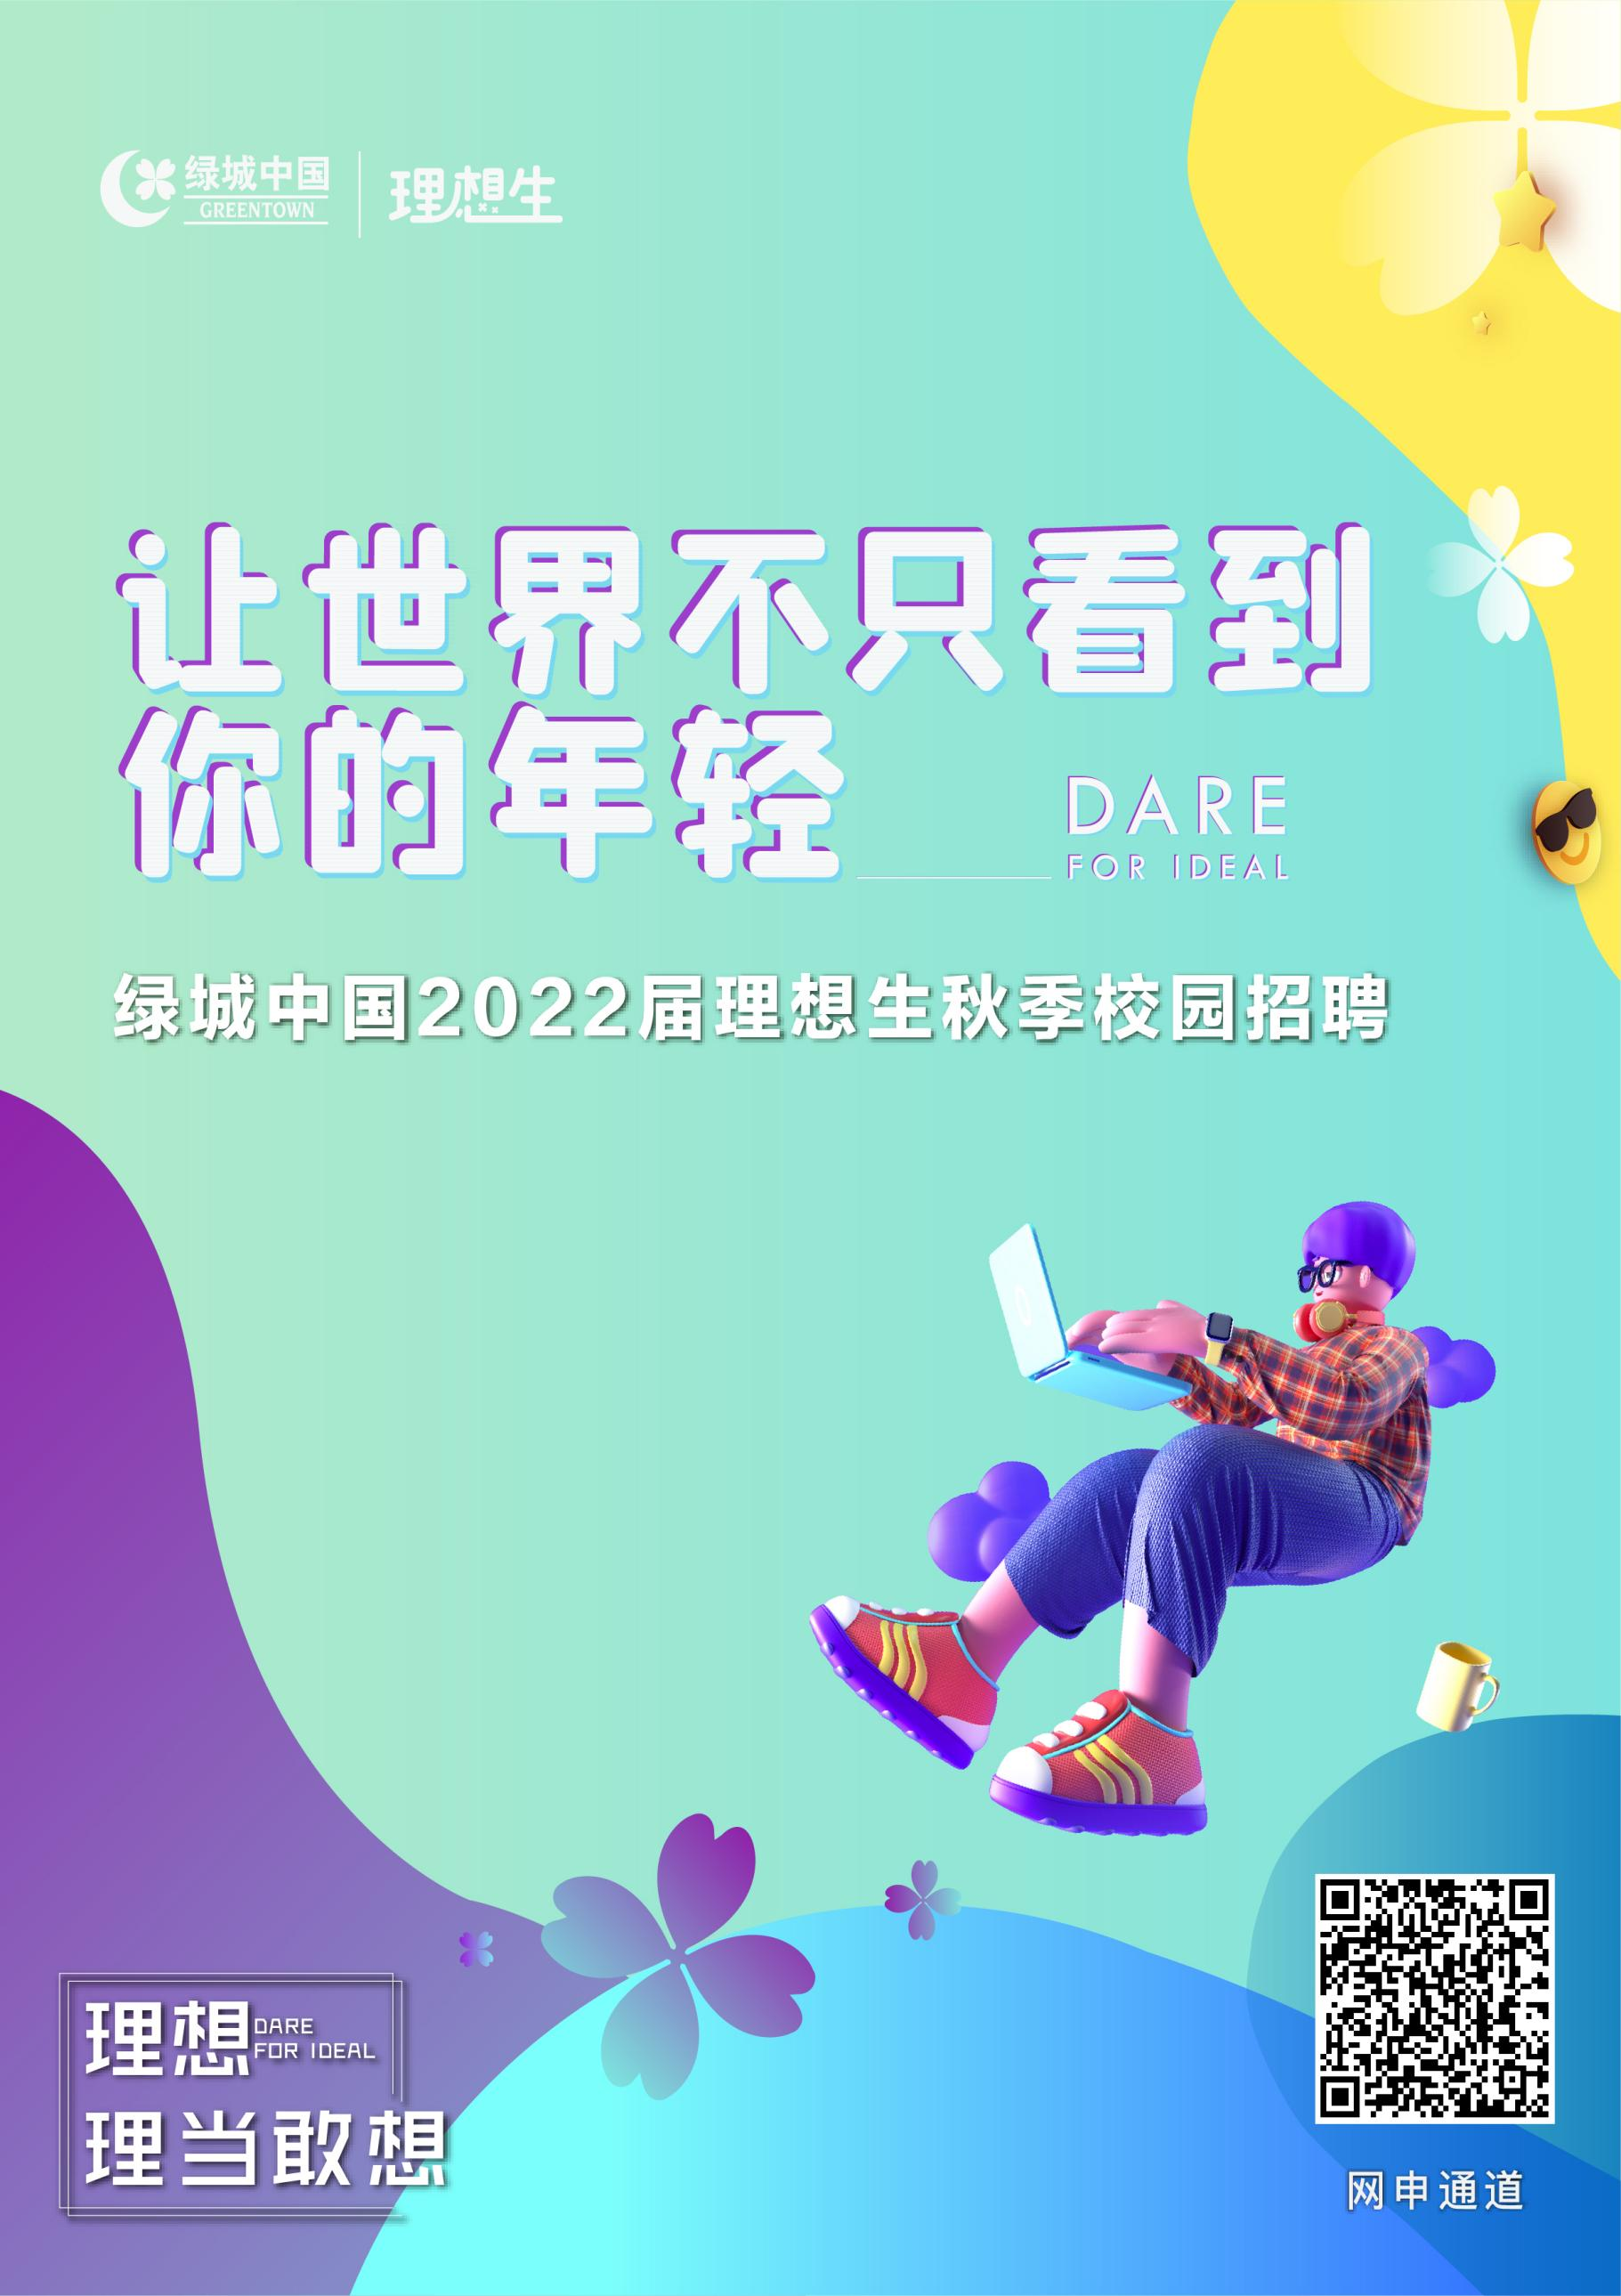 绿城中国
GREENTOWN
理想生
让世界不只看到
你的年轻
DARE
FOR IDEAL
绿城中国2022届理想生秋季校园招聘
理想
DARE
FOR IDEAL
理当敢想
网申通道